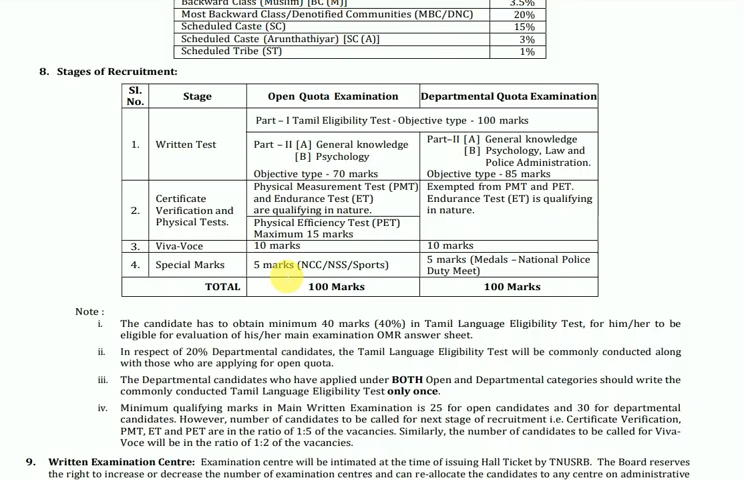 Backward Class (Muslim) [BC (M)] 3.5%
Most Backward Class/Denotified Communities (MBC/DNC) 20%
Scheduled Caste (SC) 15%
Scheduled Caste (Arunthathiyar) [SC (A)] 3%
Scheduled Tribe (ST) 1%
8. Stages of Recruitment:
Sl. No. Stage Open Quota Examination Departmental Quota Examination
1. Written Test
Part – I Tamil Eligibility Test - Objective type - 100 marks
Part – II [A] General knowledge
[B] Psychology
Objective type - 70 marks
Part–II [A] General knowledge
[B] Psychology, Law and
Police Administration.
Objective type - 85 marks
2. Certificate
Verification and
Physical Tests.
Physical Measurement Test (PMT)
and Endurance Test (ET)
are qualifying in nature.
Physical Efficiency Test (PET)
Maximum 15 marks
Exempted from PMT and PET.
Endurance Test (ET) is qualifying
in nature.
3. Viva-Voce 10 marks 10 marks
4. Special Marks 5 marks (NCC/NSS/Sports)
5 marks (Medals – National Police
Duty Meet)
TOTAL 100 Marks 100 Marks
Note :
i. The candidate has to obtain minimum 40 marks (40%) in Tamil Language Eligibility Test, for him/her to be
eligible for evaluation of his/her main examination OMR answer sheet.
ii. In respect of 20% Departmental candidates, the Tamil Language Eligibility Test will be commonly conducted along
with those who are applying for open quota.
iii. The Departmental candidates who have applied under BOTH Open and Departmental categories should write the
commonly conducted Tamil Language Eligibility Test only once.
iv. Minimum qualifying marks in Main Written Examination is 25 for open candidates and 30 for departmental
candidates. However, number of candidates to be called for next stage of recruitment i.e. Certificate Verification,
PMT, ET and PET are in the ratio of 1:5 of the vacancies. Similarly, the number of candidates to be called for Viva-
Voce will be in the ratio of 1:2 of the vacancies.
9. Written Examination Centre: Examination centre will be intimated at the time of issuing Hall Ticket by TNUSRB. The Board reserves
the right to increase or decrease the number of examination centres and can re-allocate the candidates to any centre on administrative